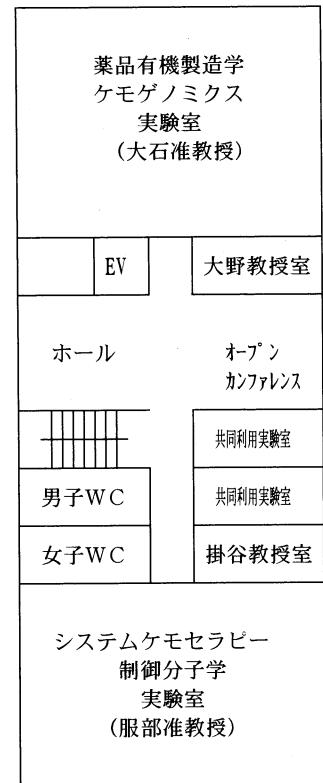 薬品有機製造学
ケモゲノミクス
実験室
(大石准教授)
EV
大野教授室
ホール
オープン
カンファレンス
共同利用実験室
男子WC
共同利用実験室
女子WC
掛谷教授室
システムケモセラピー
制御分子学
実験室
(服部准教授)